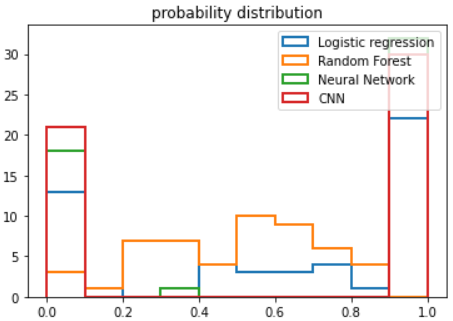 probability distribution
30
25
20
15
10
5
0
0.0 0.2 0.4 0.6 0.8 1.0
Logistic regression
Random Forest
Neural Network
CNN